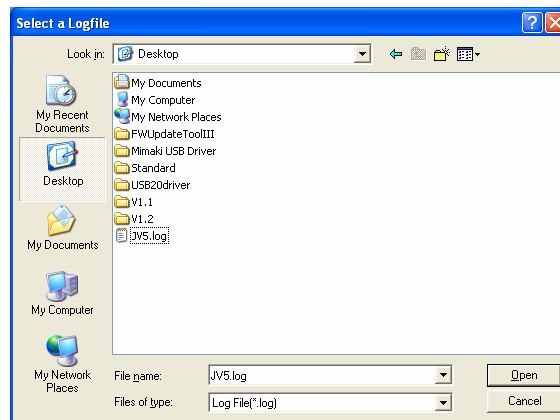 Select a Logfile
Look in: Desktop
My Documents
My Computer
My Network Places
FWUpdateToolIII
Mimaki USB Driver
Standard
USB20driver
V1.1
V1.2
JV5.log
My Recent
Documents
Desktop
My Documents
My Computer
My Network
Places
File name: JV5.log Open
Files of type: Log File(*.log) Cancel